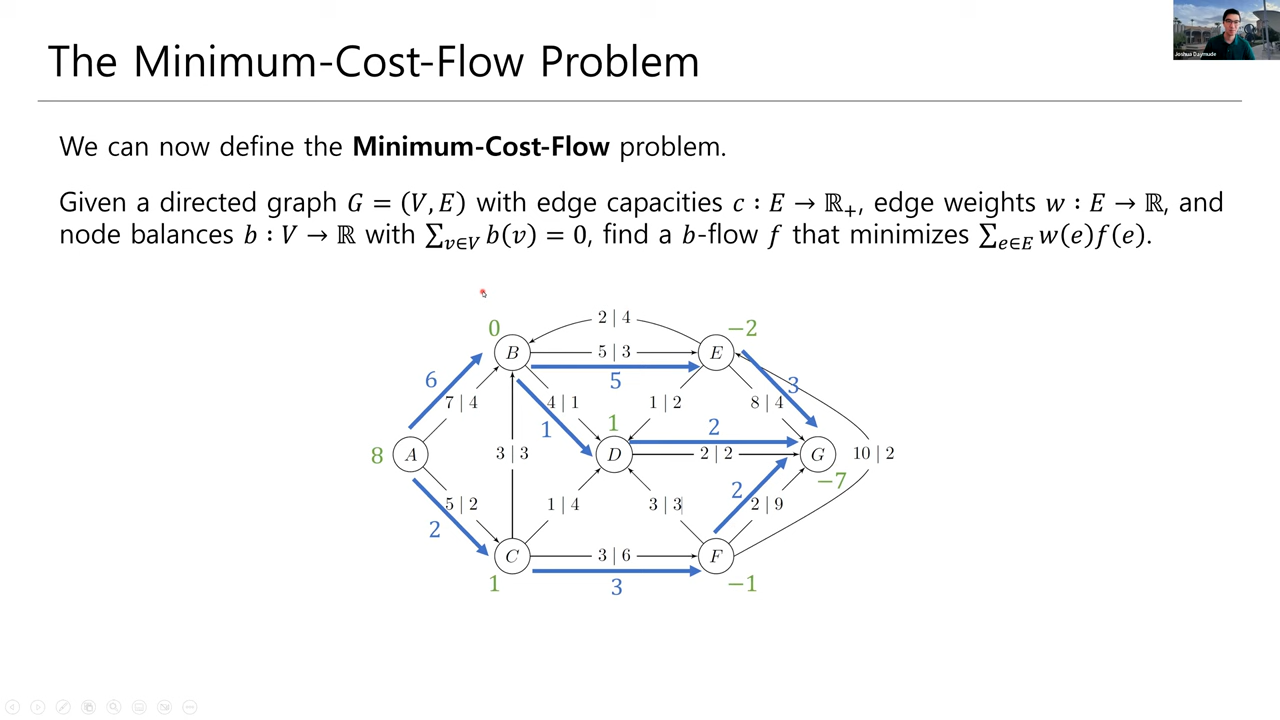 Joshua Daymude
The Minimum-Cost-Flow Problem
We can now define the Minimum-Cost-Flow problem.
Given a directed graph G = (V, E) with edge capacities c : E → ℝ₊, edge weights w : E → ℝ, and
node balances b : V → ℝ with ∑_{v∈V} b(v) = 0, find a b-flow f that minimizes ∑_{e∈E} w(e)f(e).
2 | 4
0
−2
B
5 | 3
E
6
5
3
7 | 4
4 | 1
1 | 2
8 | 4
1
1
2
8
A
3 | 3
D
2 | 2
G
10 | 2
−7
2
5 | 2
1 | 4
3 | 3
2 | 9
2
C
3 | 6
F
1
3
−1